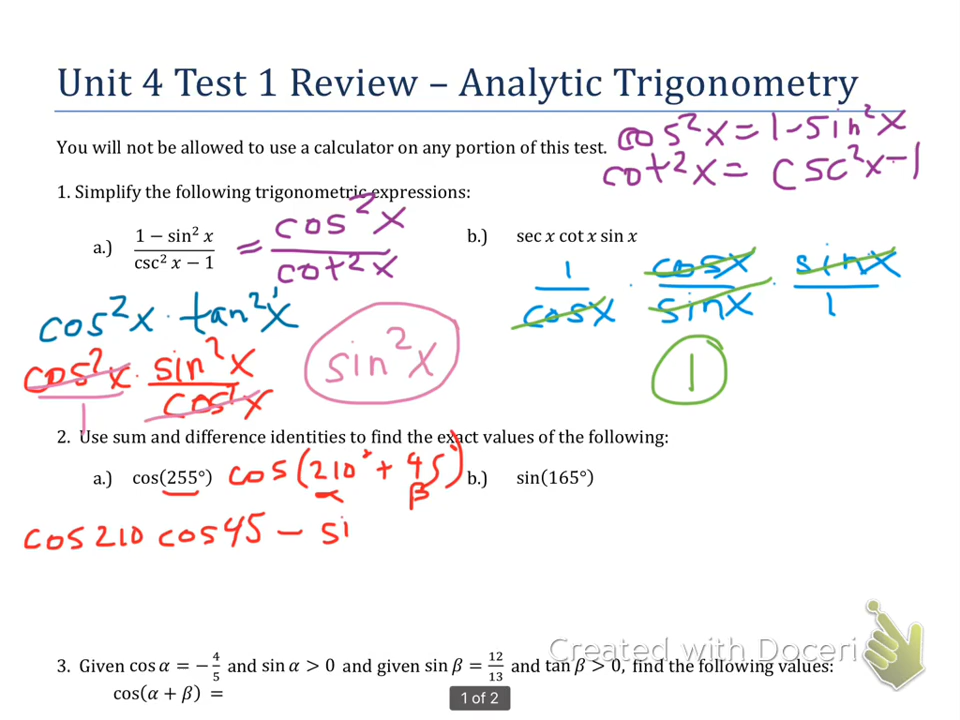 Unit 4 Test 1 Review – Analytic Trigonometry
You will not be allowed to use a calculator on any portion of this test.
cos²x = 1 - sin²x
cot²x = csc²x - 1
1. Simplify the following trigonometric expressions:
a.) (1 − sin² x)/(csc² x − 1) = cos²x/cot²x
b.) sec x cot x sin x
1/cosx · cosx/sinx · sinx/1
cos²x · tan²x
cos²x/1 · sin²x/cos²x
sin²x
1
2. Use sum and difference identities to find the exact values of the following:
a.) cos(255°) cos(210° + 45°)
α β
b.) sin(165°)
cos 210 cos 45 - si
Created with Doceri
3. Given cos α = −4/5 and sin α > 0 and given sin β = 12/13 and tan β > 0, find the following values:
cos(α + β) =
1 of 2